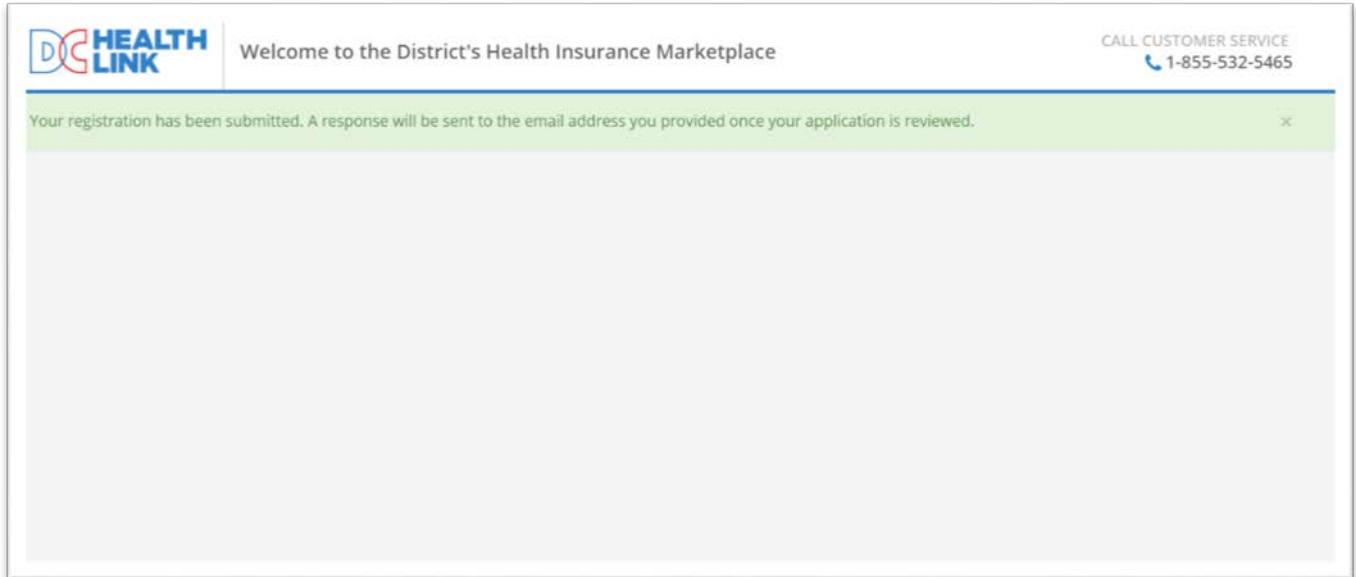 DC HEALTH
LINK
Welcome to the District's Health Insurance Marketplace
CALL CUSTOMER SERVICE
1-855-532-5465
Your registration has been submitted. A response will be sent to the email address you provided once your application is reviewed.
×